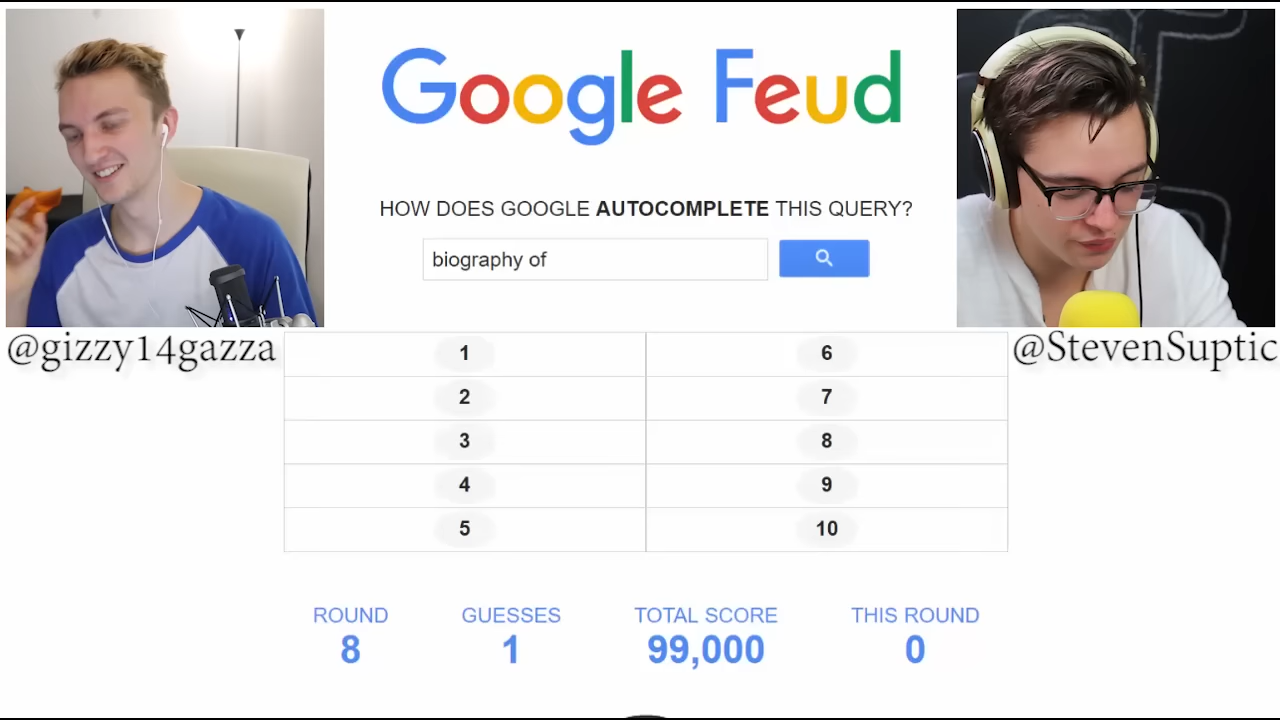 Google Feud
HOW DOES GOOGLE AUTOCOMPLETE THIS QUERY?
biography of
@gizzy14gazza
@StevenSuptic
1 6
2 7
3 8
4 9
5 10
ROUND GUESSES TOTAL SCORE THIS ROUND
8 1 99,000 0